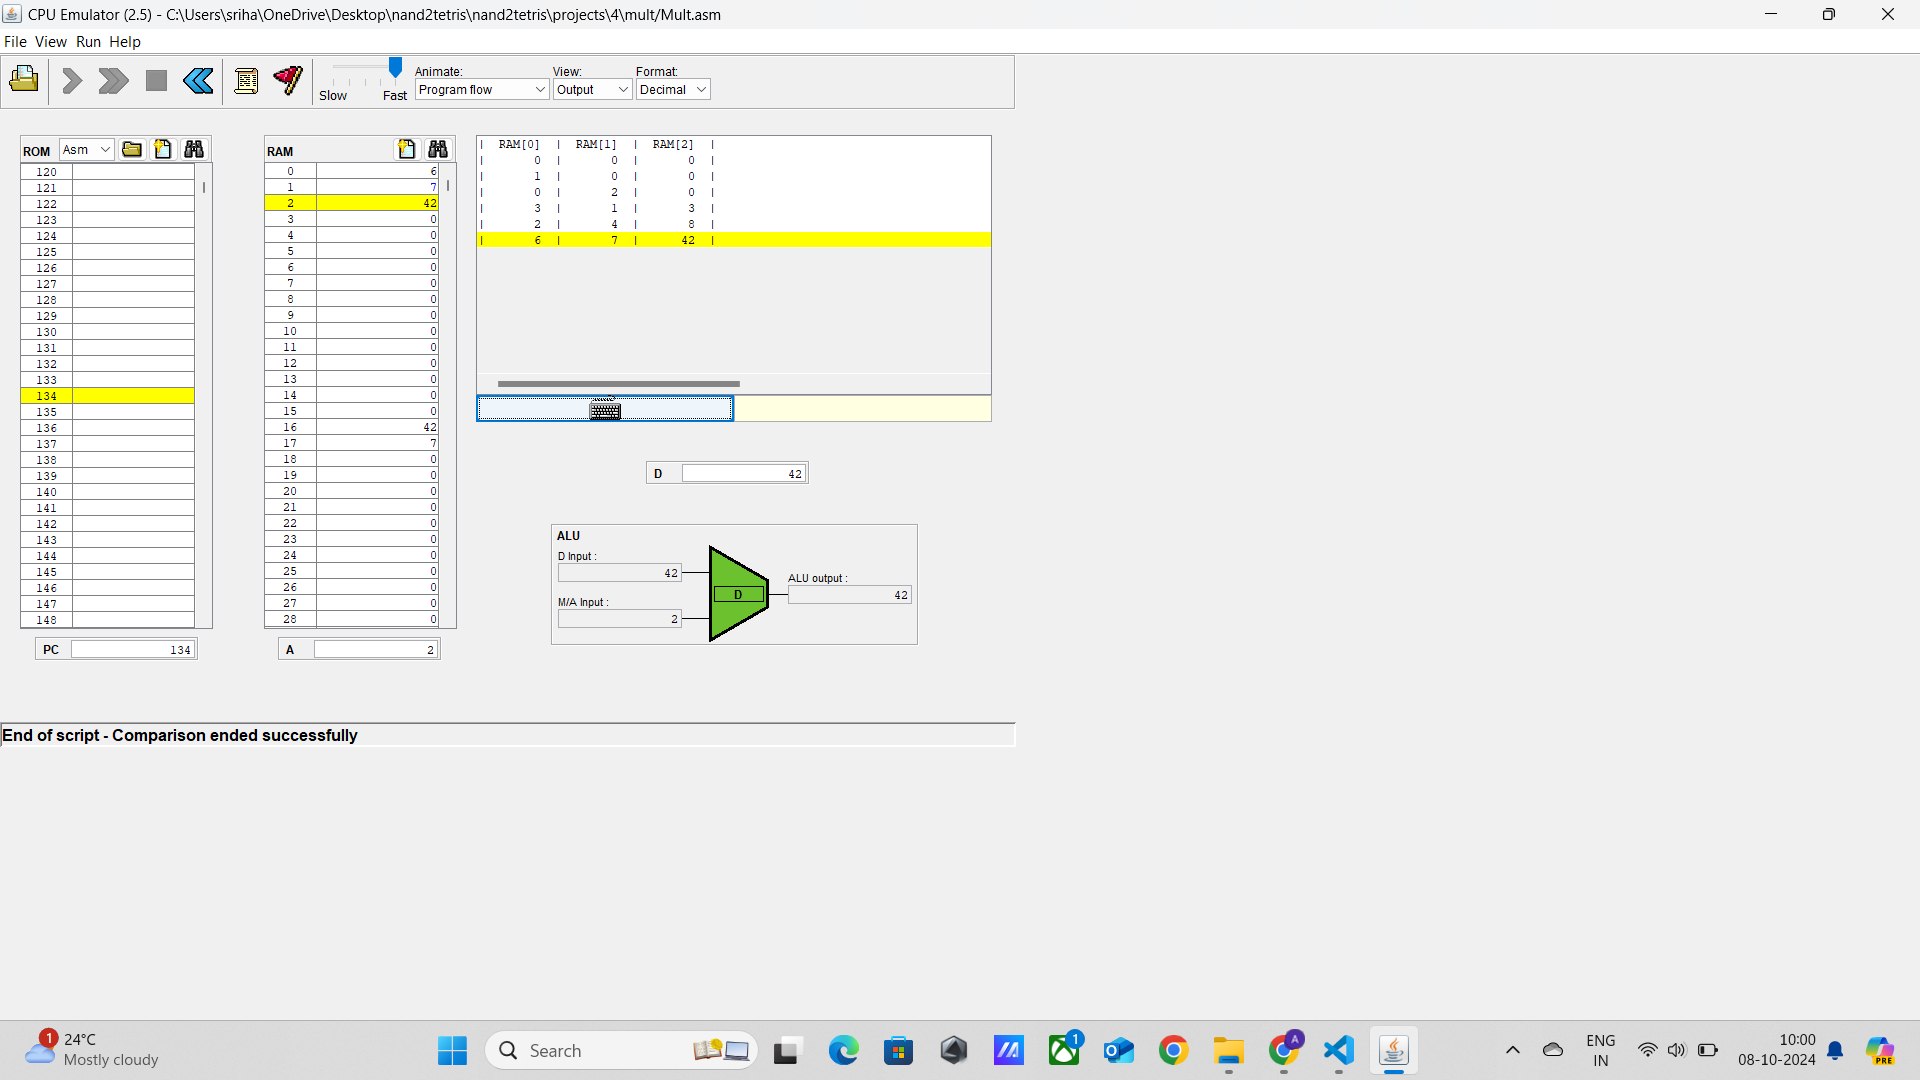 CPU Emulator (2.5) - C:\Users\sriha\OneDrive\Desktop\nand2tetris\nand2tetris\projects\4\mult/Mult.asm
File View Run Help
Slow Fast
Animate: View: Format:
Program flow Output Decimal
ROM Asm
120
121
122
123
124
125
126
127
128
129
130
131
132
133
134
135
136
137
138
139
140
141
142
143
144
145
146
147
148
PC 134
RAM
0 6
1 7
2 42
3 0
4 0
5 0
6 0
7 0
8 0
9 0
10 0
11 0
12 0
13 0
14 0
15 0
16 42
17 7
18 0
19 0
20 0
21 0
22 0
23 0
24 0
25 0
26 0
27 0
28 0
A 2
| RAM[0] | RAM[1] | RAM[2] |
| 0 | 0 | 0 |
| 1 | 0 | 0 |
| 0 | 2 | 0 |
| 3 | 1 | 3 |
| 2 | 4 | 8 |
| 6 | 7 | 42 |
D 42
ALU
D Input :
42
M/A Input :
2
D
ALU output :
42
End of script - Comparison ended successfully
1
24°C
Mostly cloudy
Search
1
A
ENG
IN
10:00
08-10-2024
PRE